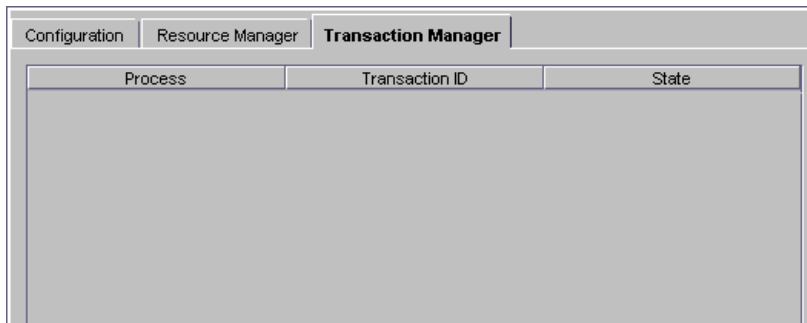 Configuration Resource Manager Transaction Manager
Process Transaction ID State